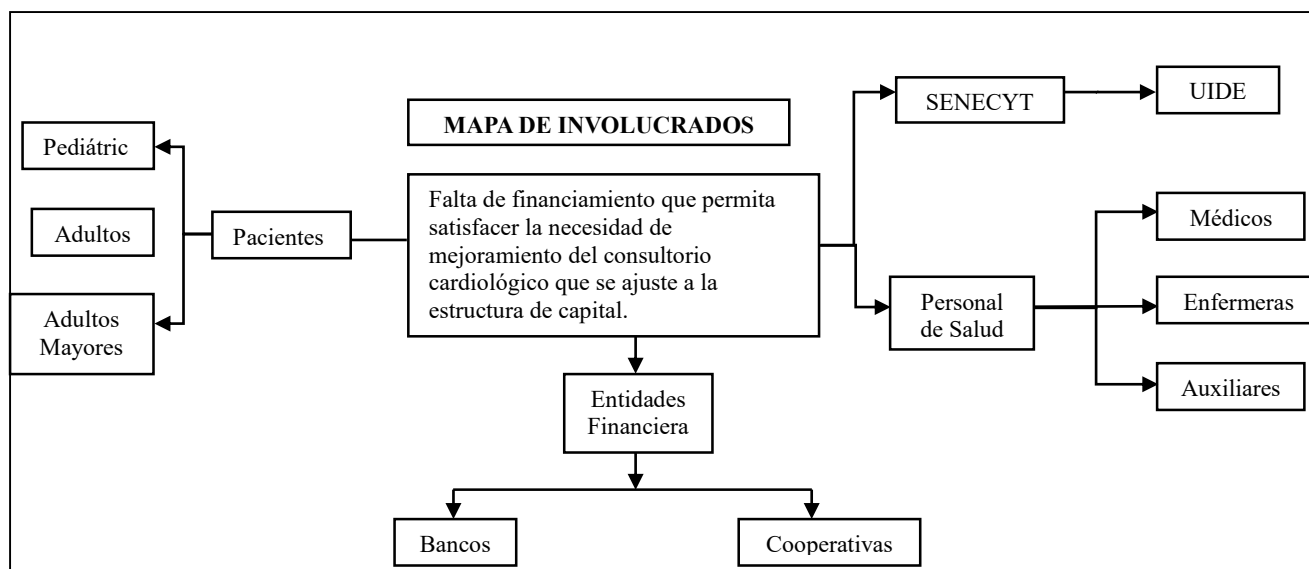 MAPA DE INVOLUCRADOS
Pediátric
Adultos
Adultos
Mayores
Pacientes
Falta de financiamiento que permita
satisfacer la necesidad de
mejoramiento del consultorio
cardiológico que se ajuste a la
estructura de capital.
SENECYT
UIDE
Personal
de Salud
Médicos
Enfermeras
Auxiliares
Entidades
Financiera
Bancos
Cooperativas